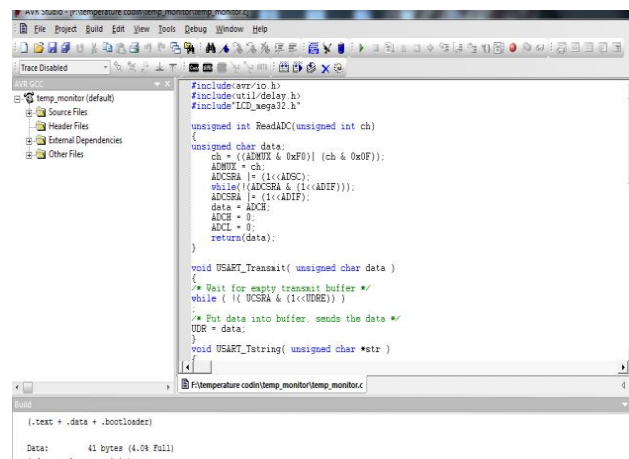 AVR Studio - [F:\temperature codin\temp_monitor\temp_monitor.c]
File Project Build Edit View Tools Debug Window Help
Trace Disabled
AVR GCC
temp_monitor (default)
Source Files
Header Files
External Dependencies
Other Files
#include<avr/io.h>
#include<util/delay.h>
#include"LCD_mega32.h"
unsigned int ReadADC(unsigned int ch)
{
unsigned char data;
ch = ((ADMUX & 0xF0)| (ch & 0x0F));
ADMUX = ch;
ADCSRA |= (1<<ADSC);
while(!(ADCSRA & (1<<ADIF)));
ADCSRA |= (1<<ADIF);
data = ADCH;
ADCH = 0;
ADCL = 0;
return(data);
}
void USART_Transmit( unsigned char data )
{
/* Wait for empty transmit buffer */
while ( !( UCSRA & (1<<UDRE)) )
;
/* Put data into buffer, sends the data */
UDR = data;
}
void USART_Tstring( unsigned char *str )
{
F:\temperature codin\temp_monitor\temp_monitor.c
Build
(.text + .data + .bootloader)
Data: 41 bytes (4.0% Full)